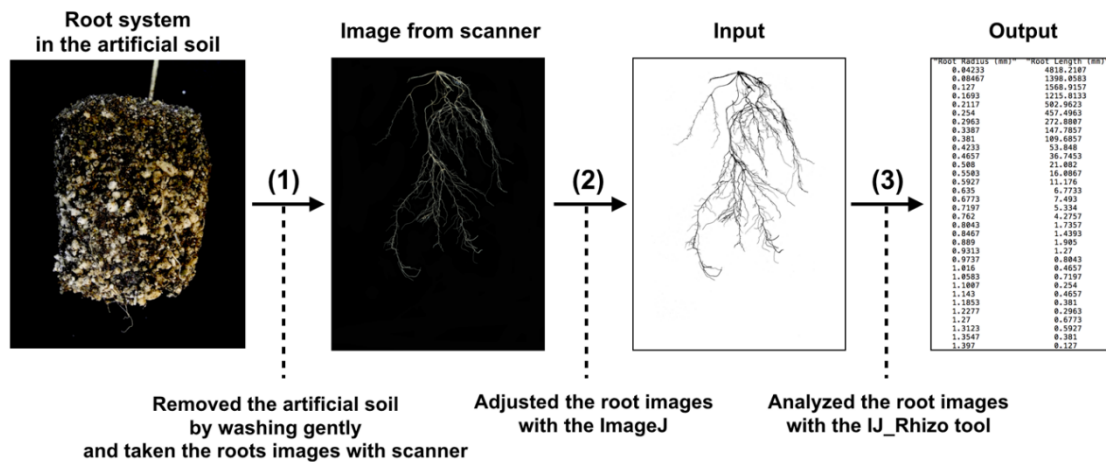 Root system
in the artificial soil
Image from scanner
Input
Output
(1)
(2)
(3)
"Root Radius (mm)" "Root Length (mm)"
0.04233 4818.2107
0.08467 1398.0583
0.127 1568.9157
0.1693 1215.8133
0.2117 502.9623
0.254 457.4963
0.2963 272.8807
0.3387 147.7857
0.381 109.6857
0.4233 53.848
0.4657 36.7453
0.508 21.082
0.5503 16.0867
0.5927 11.176
0.635 6.7733
0.6773 7.493
0.7197 5.334
0.762 4.2757
0.8043 1.7357
0.8467 1.4393
0.889 1.905
0.9313 1.27
0.9737 0.8043
1.016 0.4657
1.0583 0.7197
1.1007 0.254
1.143 0.4657
1.1853 0.381
1.2277 0.2963
1.27 0.6773
1.3123 0.5927
1.3547 0.381
1.397 0.127
Removed the artificial soil
by washing gently
and taken the roots images with scanner
Adjusted the root images
with the ImageJ
Analyzed the root images
with the IJ_Rhizo tool